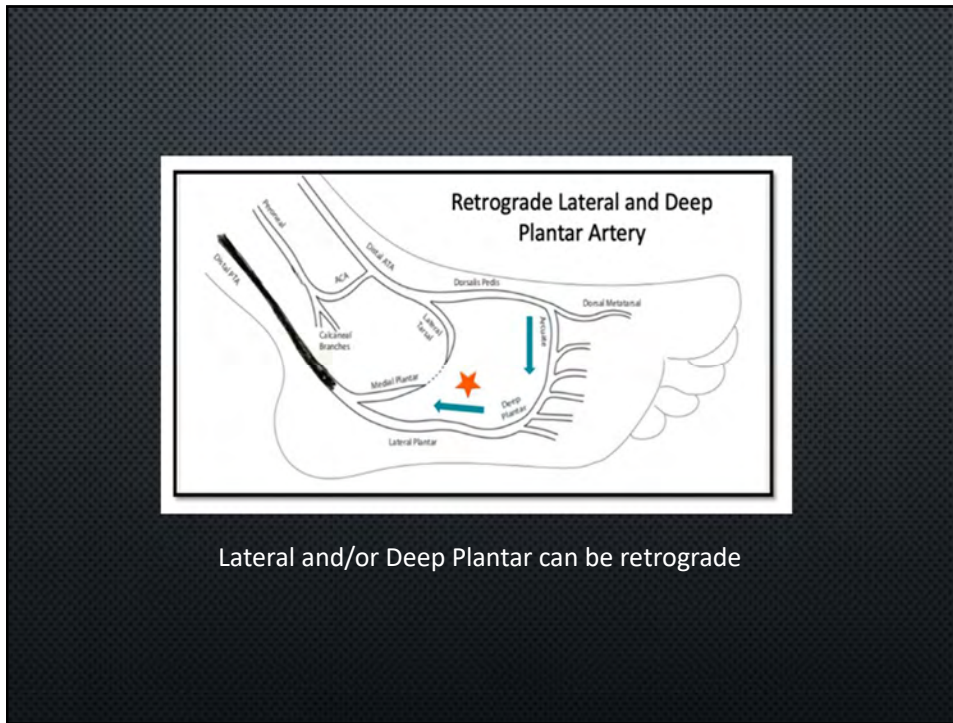 Retrograde Lateral and Deep
Plantar Artery
Peroneal
Distal ATA
Distal PTA
ACA
Dorsalis Pedis
Dorsal Metatarsal
Lateral
Tarsal
Arcuate
Calcaneal
Branches
Medial Plantar
Deep
Plantar
Lateral Plantar
Lateral and/or Deep Plantar can be retrograde